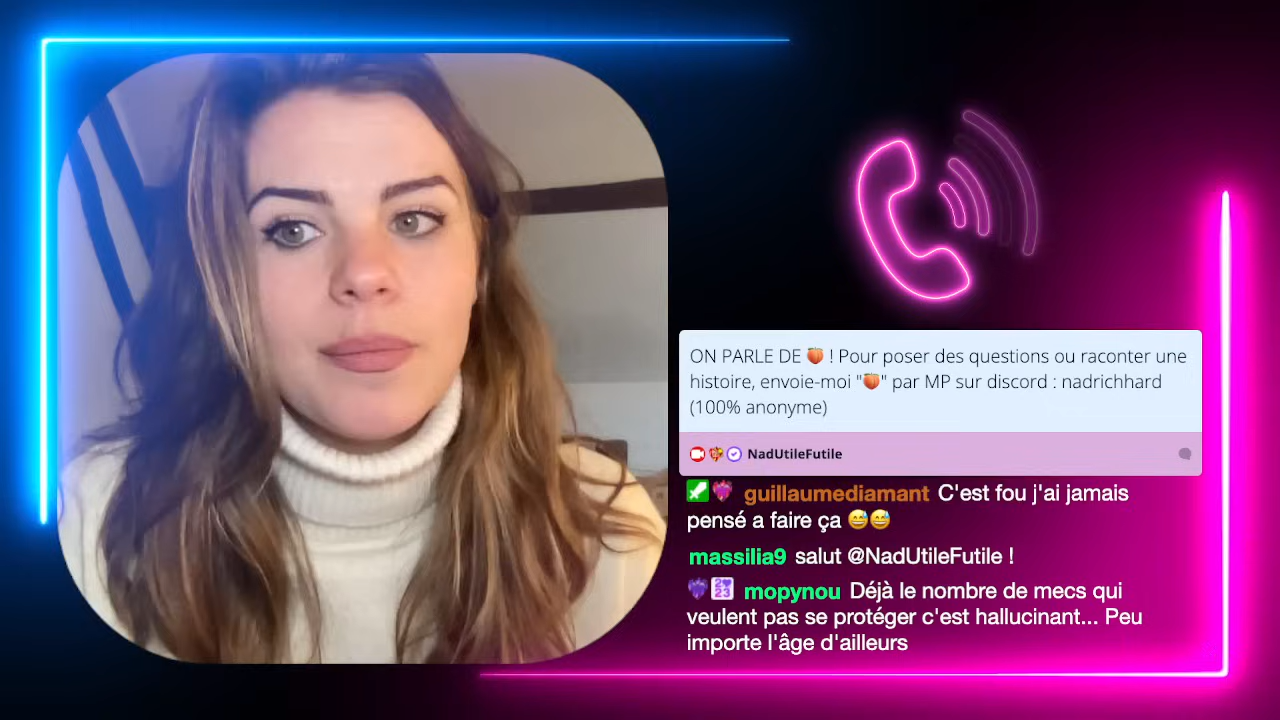 ON PARLE DE 🍑 ! Pour poser des questions ou raconter une
histoire, envoie-moi "🍑" par MP sur discord : nadrichhard
(100% anonyme)
NadUtileFutile
guillaumediamant C'est fou j'ai jamais
pensé a faire ça 😅😅
massilia9 salut @NadUtileFutile !
mopynou Déjà le nombre de mecs qui
veulent pas se protéger c'est hallucinant... Peu
importe l'âge d'ailleurs